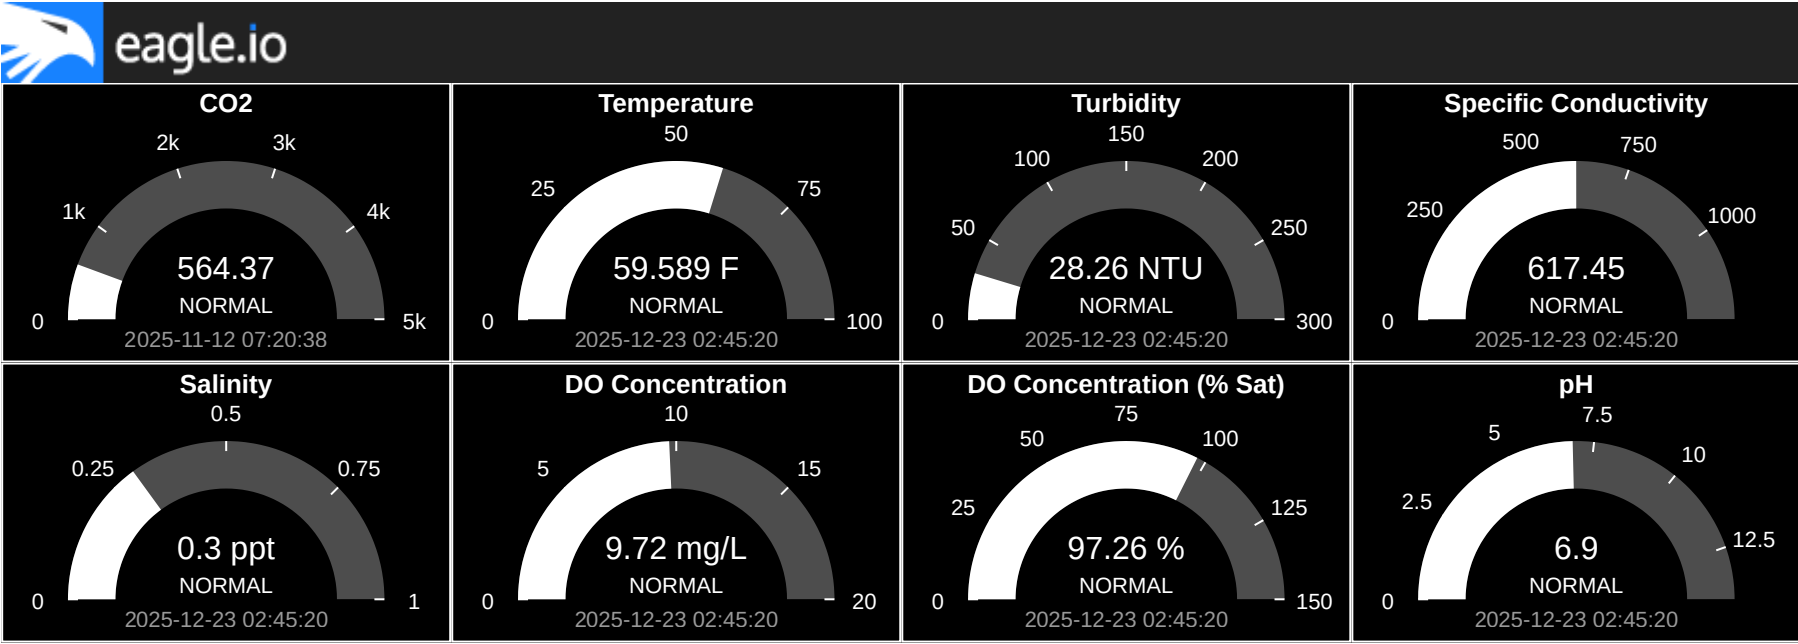 eagle.io
CO2
2k
3k
1k
4k
564.37
NORMAL
0
5k
2025-11-12 07:20:38
Temperature
50
25
75
59.589 F
NORMAL
0
100
2025-12-23 02:45:20
Turbidity
150
100
200
50
250
28.26 NTU
NORMAL
0
300
2025-12-23 02:45:20
Specific Conductivity
500
750
250
1000
617.45
NORMAL
0
2025-12-23 02:45:20
Salinity
0.5
0.25
0.75
0.3 ppt
NORMAL
0
1
2025-12-23 02:45:20
DO Concentration
10
5
15
9.72 mg/L
NORMAL
0
20
2025-12-23 02:45:20
DO Concentration (% Sat)
75
50
100
25
125
97.26 %
NORMAL
0
150
2025-12-23 02:45:20
pH
7.5
5
10
2.5
12.5
6.9
NORMAL
0
2025-12-23 02:45:20